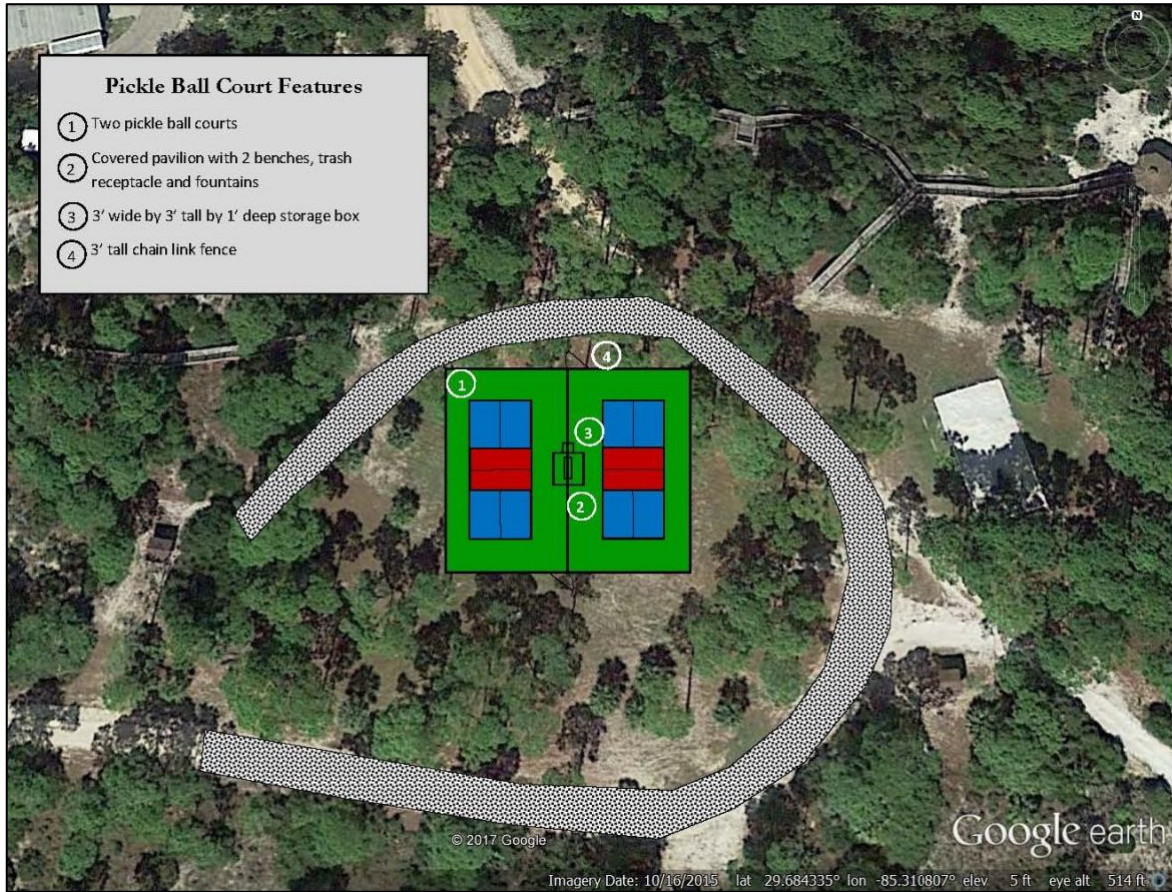 N
Pickle Ball Court Features
1 Two pickle ball courts
2 Covered pavilion with 2 benches, trash
receptacle and fountains
3 3' wide by 3' tall by 1' deep storage box
4 3' tall chain link fence
4
1
3
2
© 2017 Google
Google earth
Imagery Date: 10/16/2015 lat 29.684335° lon -85.310807° elev 5 ft eye alt 514 ft